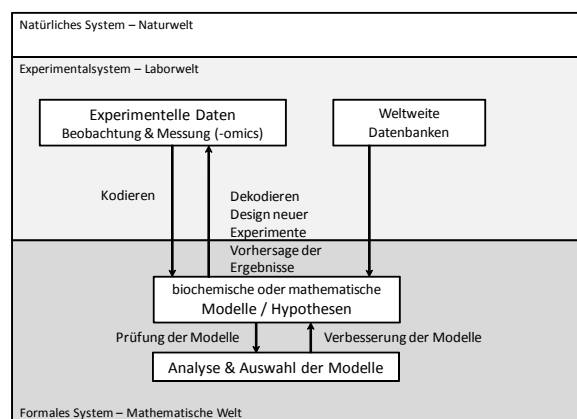 Natürliches System – Naturwelt
Experimentalsystem – Laborwelt
Experimentelle Daten
Beobachtung & Messung (-omics)
Weltweite
Datenbanken
Kodieren
Dekodieren
Design neuer
Experimente
Vorhersage der
Ergebnisse
biochemische oder mathematische
Modelle / Hypothesen
Prüfung der Modelle
Verbesserung der Modelle
Analyse & Auswahl der Modelle
Formales System – Mathematische Welt